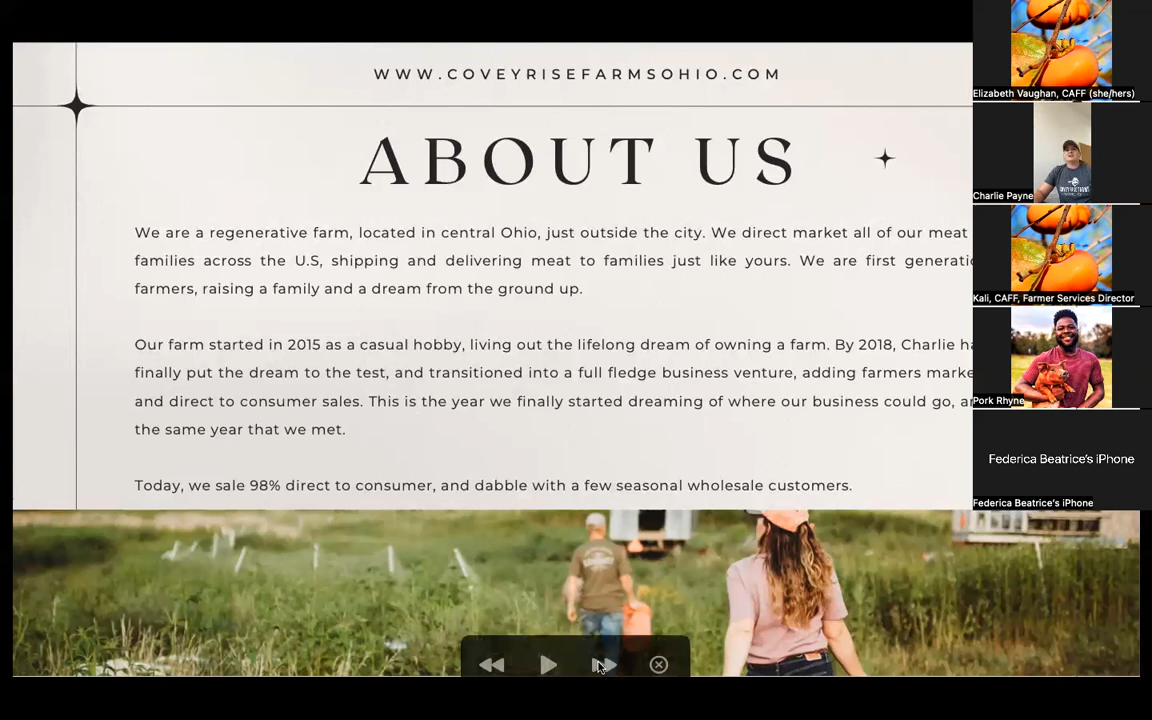 WWW.COVEYRISEFARMSOHIO.COM
ABOUT US
We are a regenerative farm, located in central Ohio, just outside the city. We direct market all of our meat
families across the U.S, shipping and delivering meat to families just like yours. We are first generatio
farmers, raising a family and a dream from the ground up.
Our farm started in 2015 as a casual hobby, living out the lifelong dream of owning a farm. By 2018, Charlie ha
finally put the dream to the test, and transitioned into a full fledge business venture, adding farmers marke
and direct to consumer sales. This is the year we finally started dreaming of where our business could go, an
the same year that we met.
Today, we sale 98% direct to consumer, and dabble with a few seasonal wholesale customers.
Elizabeth Vaughan, CAFF (she/hers)
Charlie Payne
Kali, CAFF, Farmer Services Director
Pork Rhyne
Federica Beatrice's iPhone
Federica Beatrice's iPhone